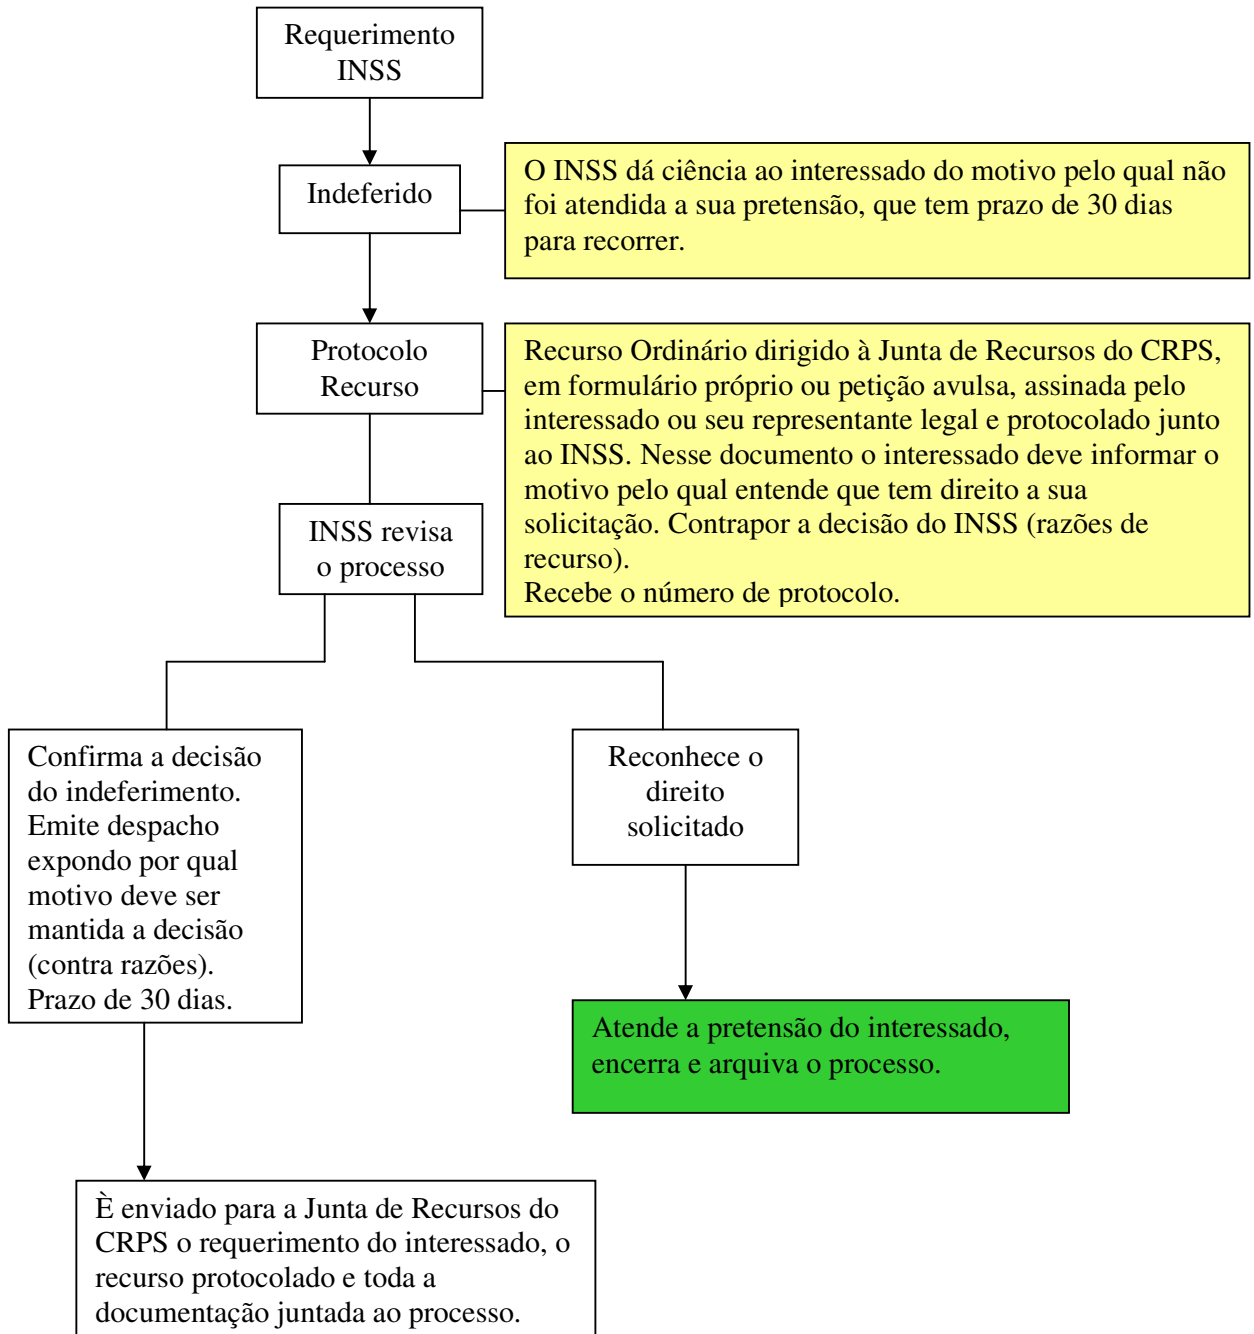 Requerimento
INSS
Indeferido
O INSS dá ciência ao interessado do motivo pelo qual não
foi atendida a sua pretensão, que tem prazo de 30 dias
para recorrer.
Protocolo
Recurso
Recurso Ordinário dirigido à Junta de Recursos do CRPS,
em formulário próprio ou petição avulsa, assinada pelo
interessado ou seu representante legal e protocolado junto
ao INSS. Nesse documento o interessado deve informar o
motivo pelo qual entende que tem direito a sua
solicitação. Contrapor a decisão do INSS (razões de
recurso).
Recebe o número de protocolo.
INSS revisa
o processo
Confirma a decisão
do indeferimento.
Emite despacho
expondo por qual
motivo deve ser
mantida a decisão
(contra razões).
Prazo de 30 dias.
Reconhece o
direito
solicitado
Atende a pretensão do interessado,
encerra e arquiva o processo.
È enviado para a Junta de Recursos do
CRPS o requerimento do interessado, o
recurso protocolado e toda a
documentação juntada ao processo.